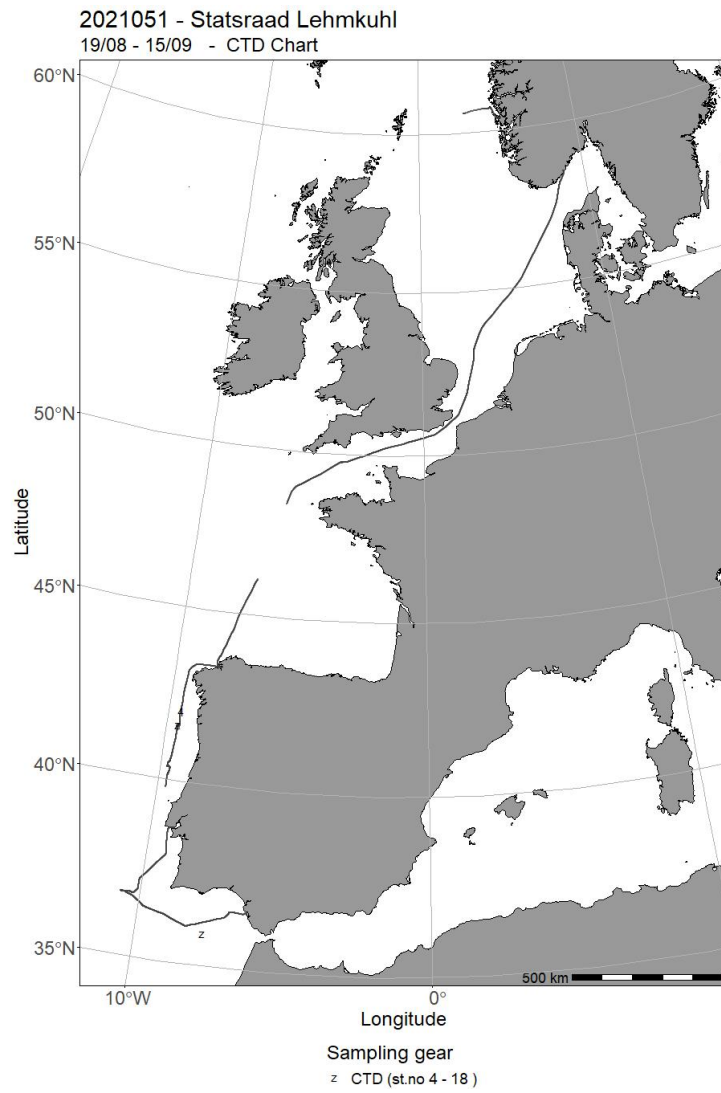 2021051 - Statsraad Lehmkuhl
19/08 - 15/09 - CTD Chart
60°N
55°N
50°N
45°N
40°N
35°N
Latitude
4
z
z
500 km
10°W
0°
Longitude
Sampling gear
z CTD (st.no 4 - 18 )